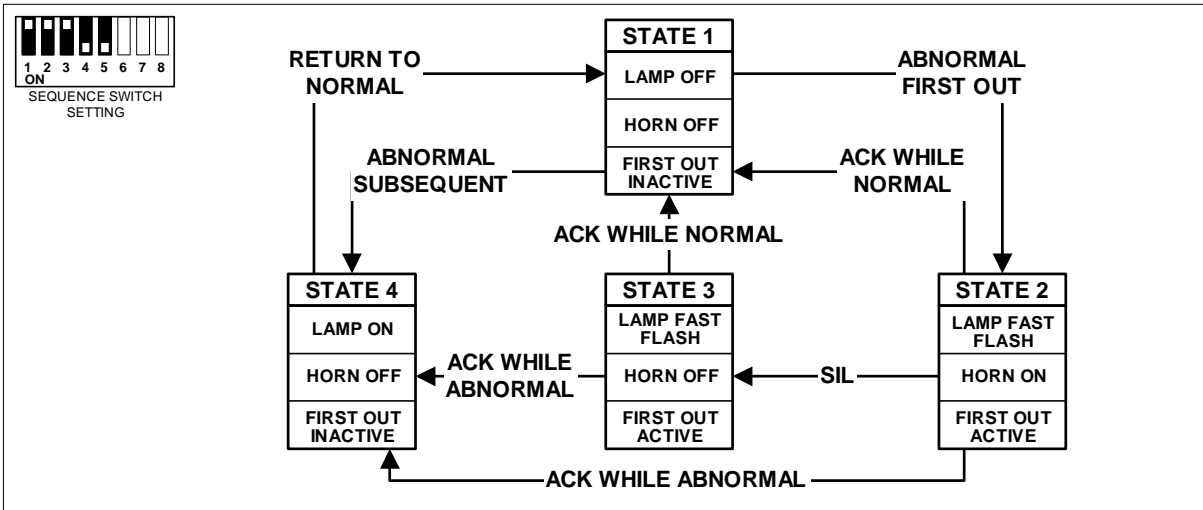 1 2 3 4 5 6 7 8
ON
SEQUENCE SWITCH
SETTING
RETURN TO
NORMAL
STATE 1
LAMP OFF
HORN OFF
FIRST OUT
INACTIVE
ABNORMAL
FIRST OUT
ABNORMAL
SUBSEQUENT
ACK WHILE
NORMAL
ACK WHILE NORMAL
STATE 4
LAMP ON
HORN OFF
FIRST OUT
INACTIVE
ACK WHILE
ABNORMAL
STATE 3
LAMP FAST
FLASH
HORN OFF
FIRST OUT
ACTIVE
SIL
STATE 2
LAMP FAST
FLASH
HORN ON
FIRST OUT
ACTIVE
ACK WHILE ABNORMAL